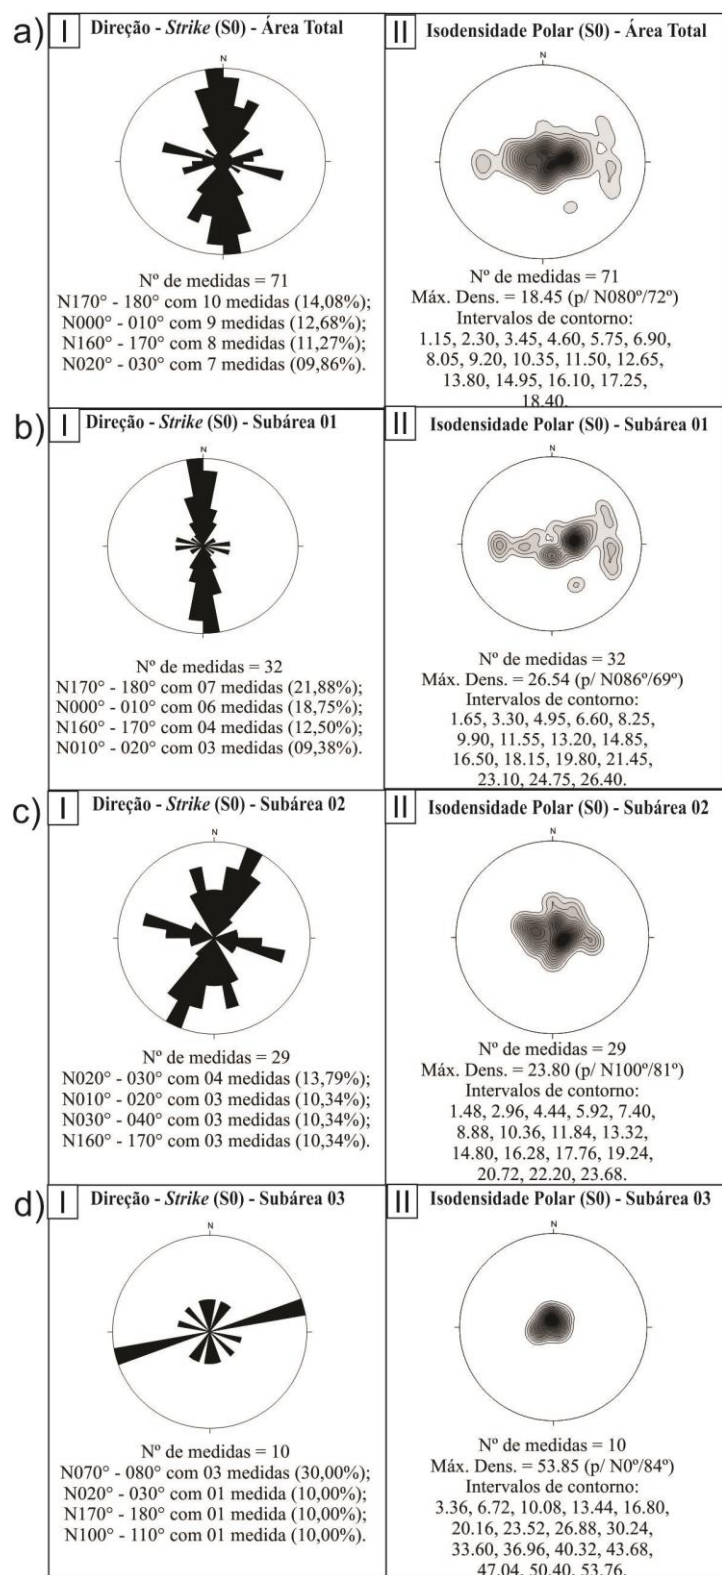 a)
I
Direção - Strike (S0) - Área Total
N
Nº de medidas = 71
N170° - 180° com 10 medidas (14,08%);
N000° - 010° com 9 medidas (12,68%);
N160° - 170° com 8 medidas (11,27%);
N020° - 030° com 7 medidas (09,86%).
II
Isodensidade Polar (S0) - Área Total
N
Nº de medidas = 71
Máx. Dens. = 18.45 (p/ N080º/72º)
Intervalos de contorno:
1.15, 2.30, 3.45, 4.60, 5.75, 6.90,
8.05, 9.20, 10.35, 11.50, 12.65,
13.80, 14.95, 16.10, 17.25,
18.40.
b)
I
Direção - Strike (S0) - Subárea 01
N
Nº de medidas = 32
N170° - 180° com 07 medidas (21,88%);
N000° - 010° com 06 medidas (18,75%);
N160° - 170° com 04 medidas (12,50%);
N010° - 020° com 03 medidas (09,38%).
II
Isodensidade Polar (S0) - Subárea 01
N
Nº de medidas = 32
Máx. Dens. = 26.54 (p/ N086º/69º)
Intervalos de contorno:
1.65, 3.30, 4.95, 6.60, 8.25,
9.90, 11.55, 13.20, 14.85,
16.50, 18.15, 19.80, 21.45,
23.10, 24.75, 26.40.
c)
I
Direção - Strike (S0) - Subárea 02
N
Nº de medidas = 29
N020° - 030° com 04 medidas (13,79%);
N010° - 020° com 03 medidas (10,34%);
N030° - 040° com 03 medidas (10,34%);
N160° - 170° com 03 medidas (10,34%).
II
Isodensidade Polar (S0) - Subárea 02
N
Nº de medidas = 29
Máx. Dens. = 23.80 (p/ N100º/81º)
Intervalos de contorno:
1.48, 2.96, 4.44, 5.92, 7.40,
8.88, 10.36, 11.84, 13.32,
14.80, 16.28, 17.76, 19.24,
20.72, 22.20, 23.68.
d)
I
Direção - Strike (S0) - Subárea 03
N
Nº de medidas = 10
N070° - 080° com 03 medidas (30,00%);
N020° - 030° com 01 medida (10,00%);
N170° - 180° com 01 medida (10,00%);
N100° - 110° com 01 medida (10,00%).
II
Isodensidade Polar (S0) - Subárea 03
N
Nº de medidas = 10
Máx. Dens. = 53.85 (p/ N0º/84º)
Intervalos de contorno:
3.36, 6.72, 10.08, 13.44, 16.80,
20.16, 23.52, 26.88, 30.24,
33.60, 36.96, 40.32, 43.68,
47.04, 50.40, 53.76.